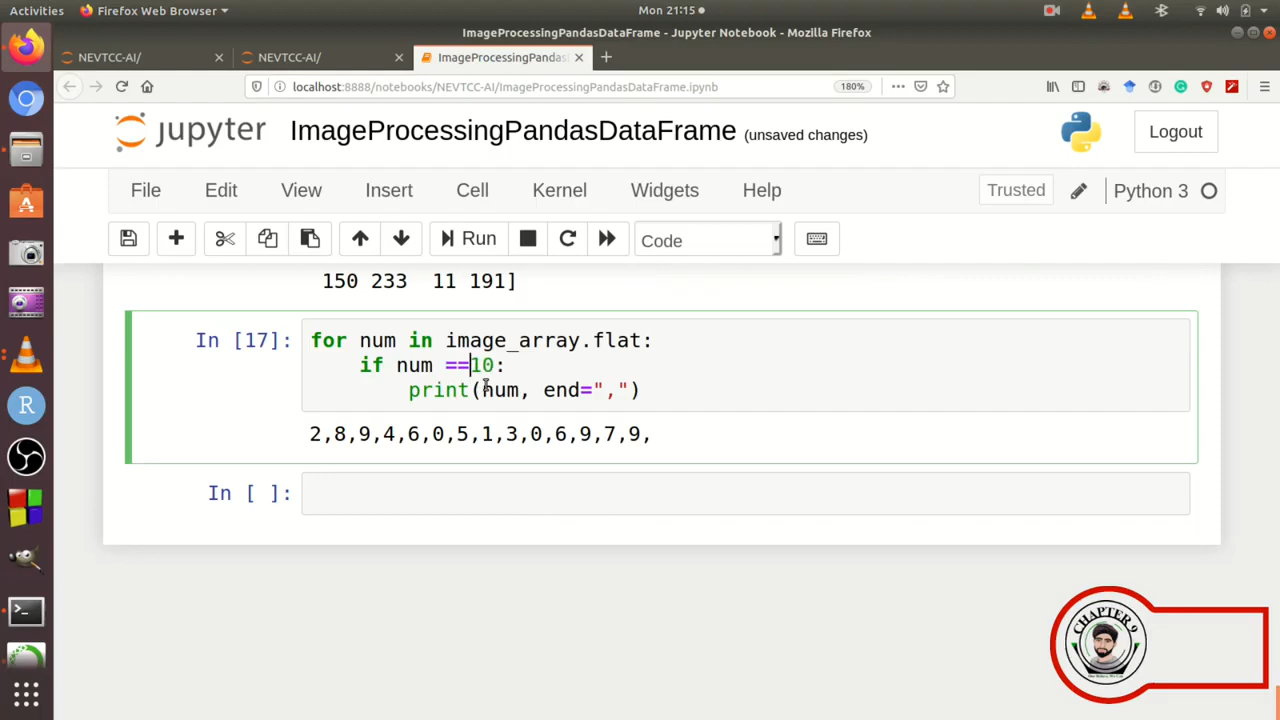 Activities Firefox Web Browser Mon 21:15
ImageProcessingPandasDataFrame - Jupyter Notebook - Mozilla Firefox
NEVTCC-AI/ NEVTCC-AI/ ImageProcessingPandas
localhost:8888/notebooks/NEVTCC-AI/ImageProcessingPandasDataFrame.ipynb 180%
jupyter ImageProcessingPandasDataFrame (unsaved changes) Logout
File Edit View Insert Cell Kernel Widgets Help Trusted Python 3
Run Code
150 233 11 191]
In [17]: for num in image_array.flat:
if num ==10:
print(num, end=",")
2,8,9,4,6,0,5,1,3,0,6,9,7,9,
In [ ]:
CHAPTER 9